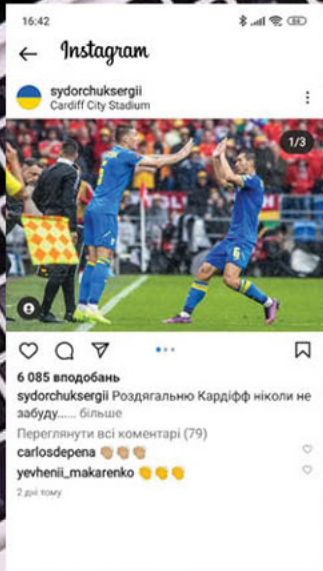 16:42
Instagram
sydorchuksergii
Cardiff City Stadium
1/3
6
6 085 вподобань
sydorchuksergii Роздягальню Кардіфф ніколи не
забуду...... більше
Переглянути всі коментарі (79)
carlosdepena
yevhenii_makarenko
2 дні тому